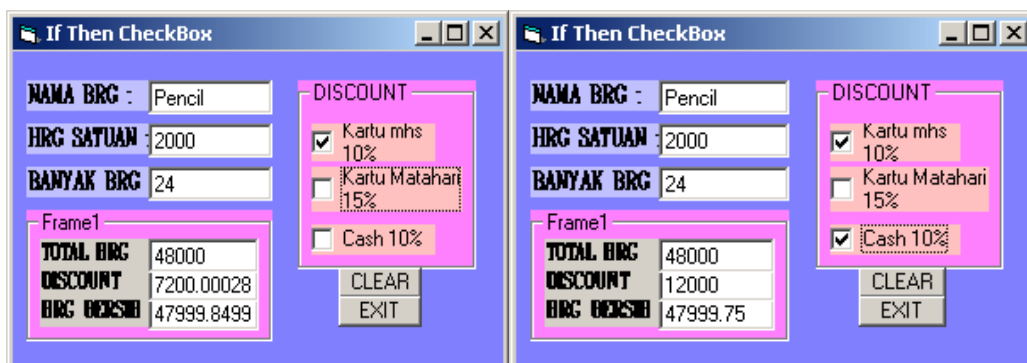 If Then CheckBox
NAMA BRG :
Pencil
HRG SATUAN :
2000
BANYAK BRG
24
Frame1
TOTAL BRG
48000
DISCOUNT
7200.00028
HRG BERSIH
47999.8499
DISCOUNT
Kartu mhs
10%
Kartu Matahari
15%
Cash 10%
CLEAR
EXIT
If Then CheckBox
NAMA BRG :
Pencil
HRG SATUAN :
2000
BANYAK BRG
24
Frame1
TOTAL BRG
48000
DISCOUNT
12000
HRG BERSIH
47999.75
DISCOUNT
Kartu mhs
10%
Kartu Matahari
15%
Cash 10%
CLEAR
EXIT